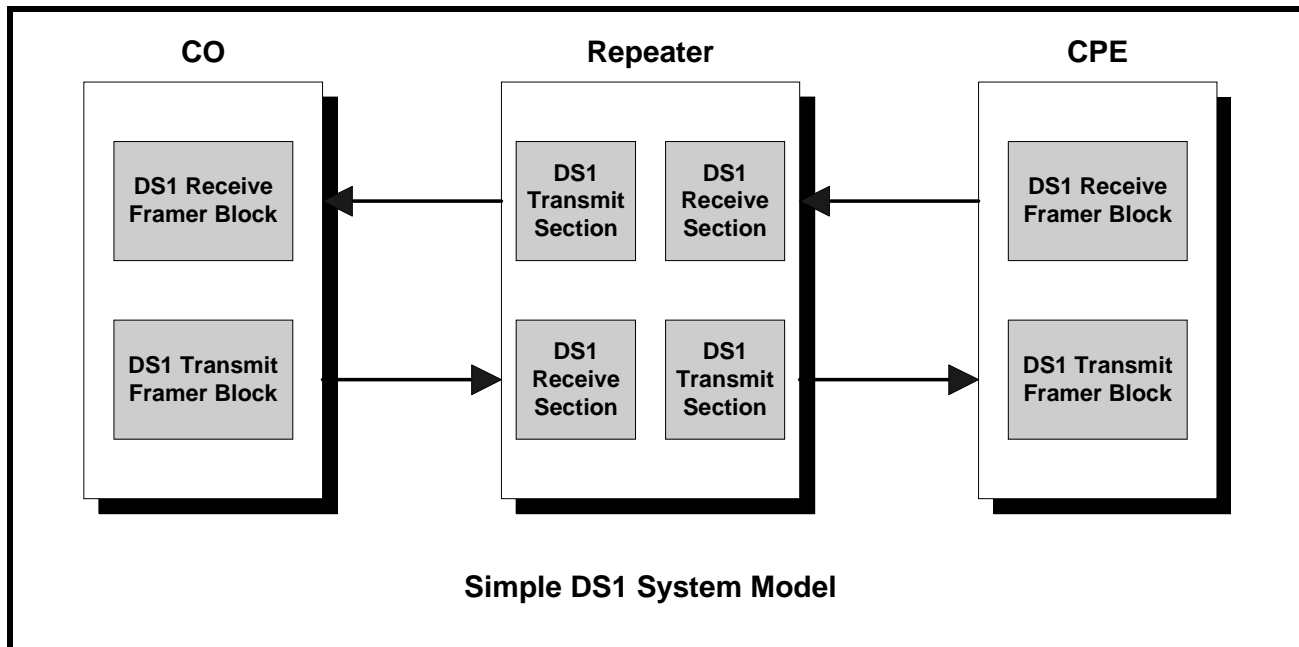 CO
Repeater
CPE
DS1 Receive
Framer Block
DS1
Transmit
Section
DS1
Receive
Section
DS1 Receive
Framer Block
DS1 Transmit
Framer Block
DS1
Receive
Section
DS1
Transmit
Section
DS1 Transmit
Framer Block
Simple DS1 System Model